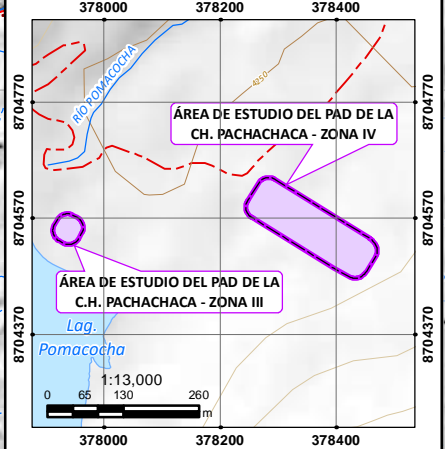 378000 378200 378400
8704770
8704570
8704370
8704770
8704570
8704370
RÍO POMACOCHA
4250
ÁREA DE ESTUDIO DEL PAD DE LA
CH. PACHACHACA - ZONA IV
ÁREA DE ESTUDIO DEL PAD DE LA
C.H. PACHACHACA - ZONA III
Lag.
Pomacocha
1:13,000
0 65 130 260
m
378000 378200 378400